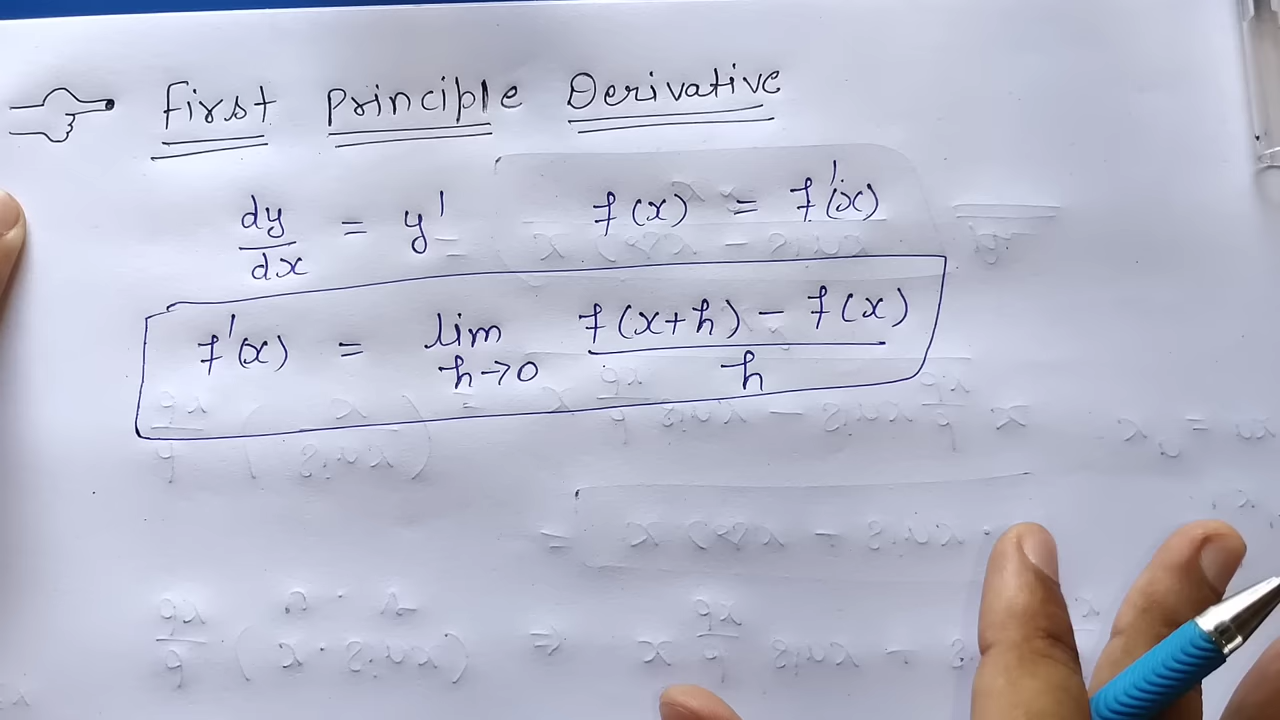 First Principle Derivative
dy/dx = y' f(x) = f'(x)
f'(x) = lim h→0 f(x+h) - f(x) / h